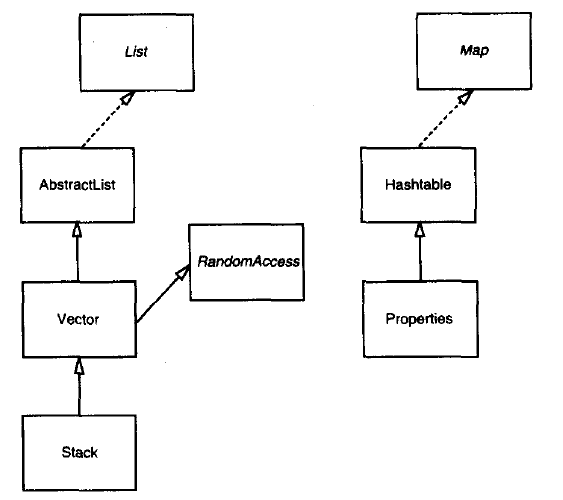 List
Map
AbstractList
Hashtable
RandomAccess
Vector
Properties
Stack